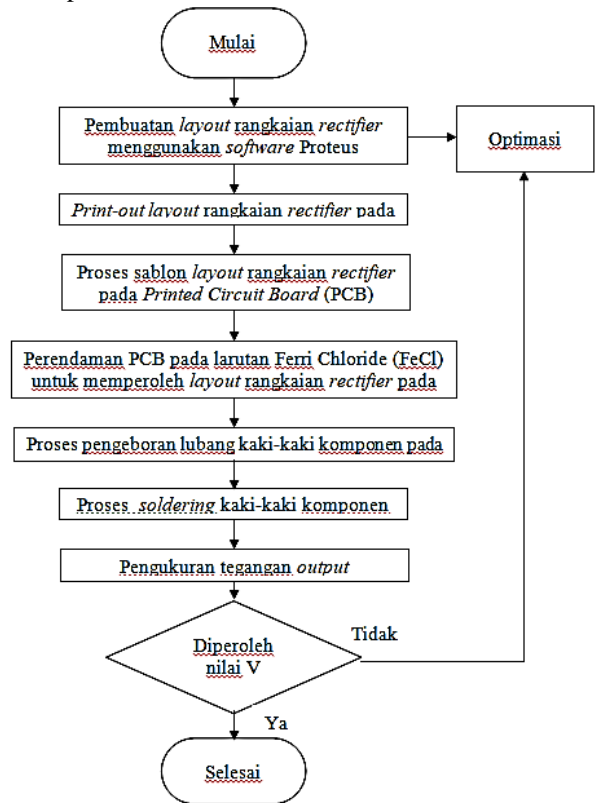 Mulai
Pembuatan layout rangkaian rectifier
menggunakan software Proteus
Optimasi
Print-out layout rangkaian rectifier pada
Proses sablon layout rangkaian rectifier
pada Printed Circuit Board (PCB)
Perendaman PCB pada larutan Ferri Chloride (FeCl)
untuk memperoleh layout rangkaian rectifier pada
Proses pengeboran lubang kaki-kaki komponen pada
Proses soldering kaki-kaki komponen
Pengukuran tegangan output
Diperoleh
nilai V
Tidak
Ya
Selesai